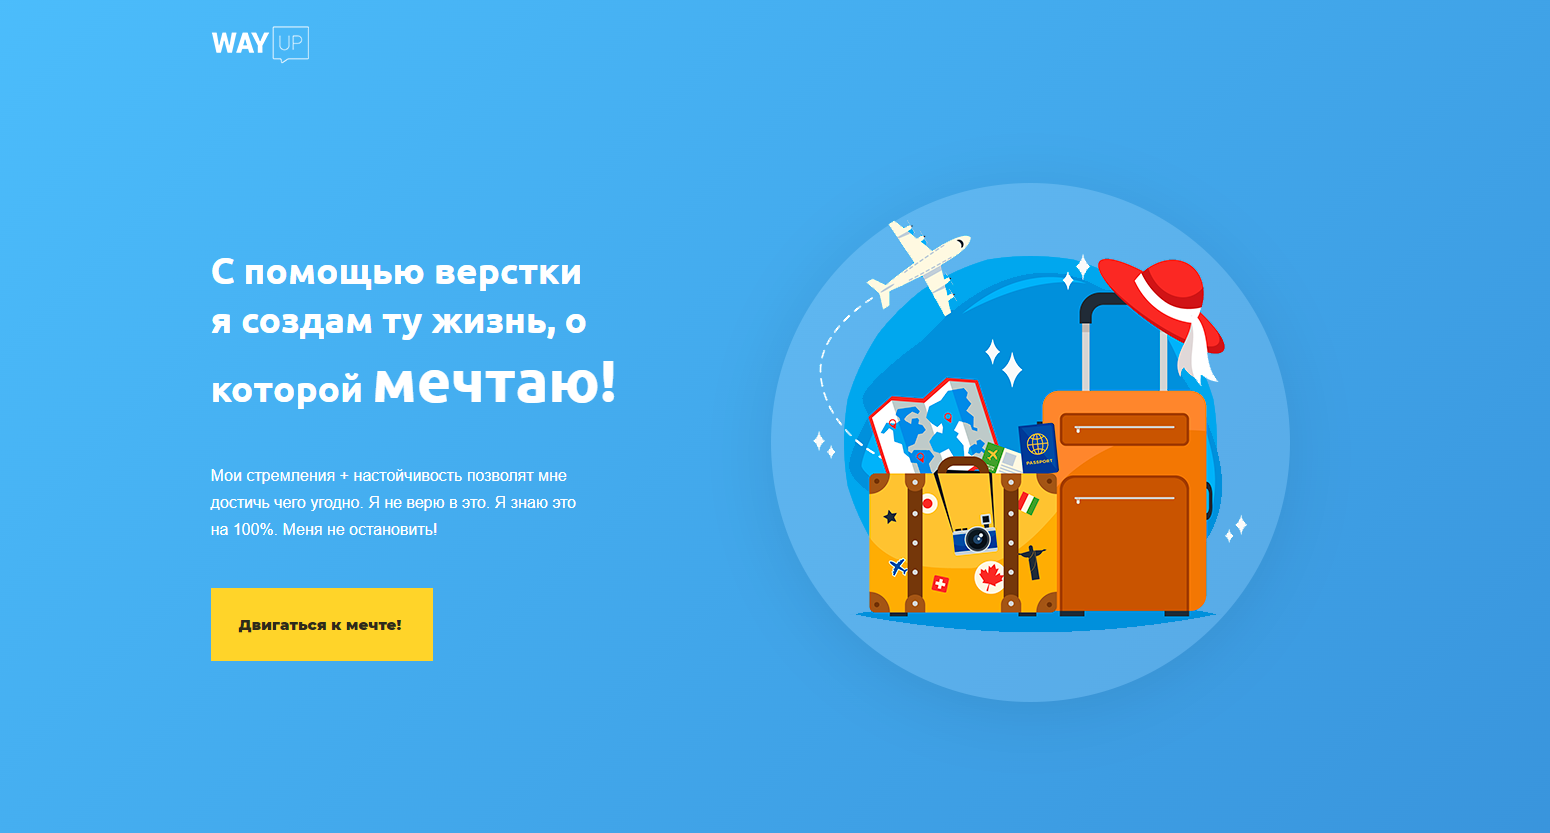 WAY UP
С помощью верстки
я создам ту жизнь, о
которой мечтаю!
Мои стремления + настойчивость позволят мне
достичь чего угодно. Я не верю в это. Я знаю это
на 100%. Меня не остановить!
Двигаться к мечте!
PASSPORT